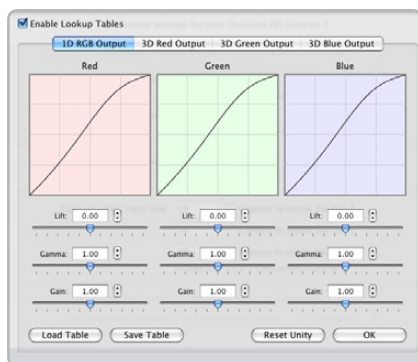 Enable Lookup Tables
1D RGB Output 3D Red Output 3D Green Output 3D Blue Output
Red Green Blue
Lift: 0.00 Lift: 0.00 Lift: 0.00
Gamma: 1.00 Gamma: 1.00 Gamma: 1.00
Gain: 1.00 Gain: 1.00 Gain: 1.00
Load Table Save Table Reset Unity OK